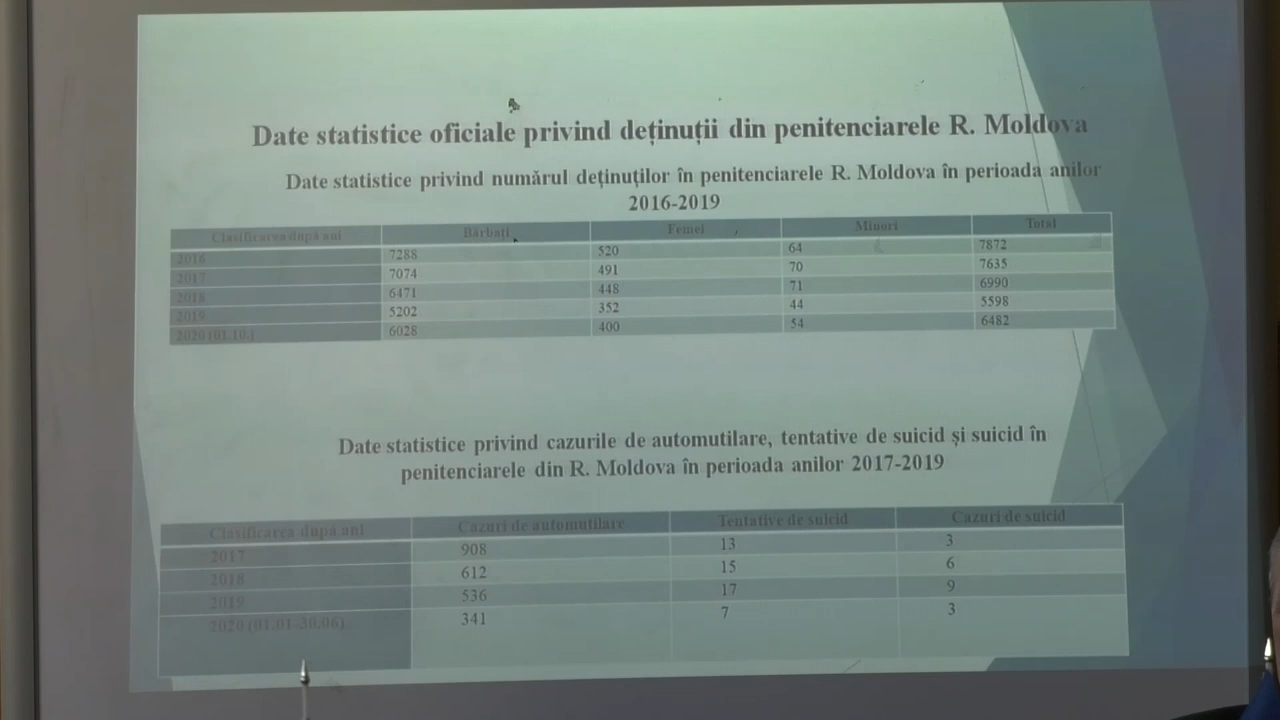 Date statistice oficiale privind deținuții din penitenciarele R. Moldova
Date statistice privind numărul deținuților în penitenciarele R. Moldova în perioada anilor
2016-2019
Clasificarea după ani Bărbați Femei Minori Total
2016 7288 520 64 7872
2017 7074 491 70 7635
2018 6471 448 71 6990
2019 5202 352 44 5598
2020 (01.10.) 6028 400 54 6482
Date statistice privind cazurile de automutilare, tentative de suicid și suicid în
penitenciarele din R. Moldova în perioada anilor 2017-2019
Clasificarea după ani Cazuri de automutilare Tentative de suicid Cazuri de suicid
2017 908 13 3
2018 612 15 6
2019 536 17 9
2020 (01.01-30.06) 341 7 3